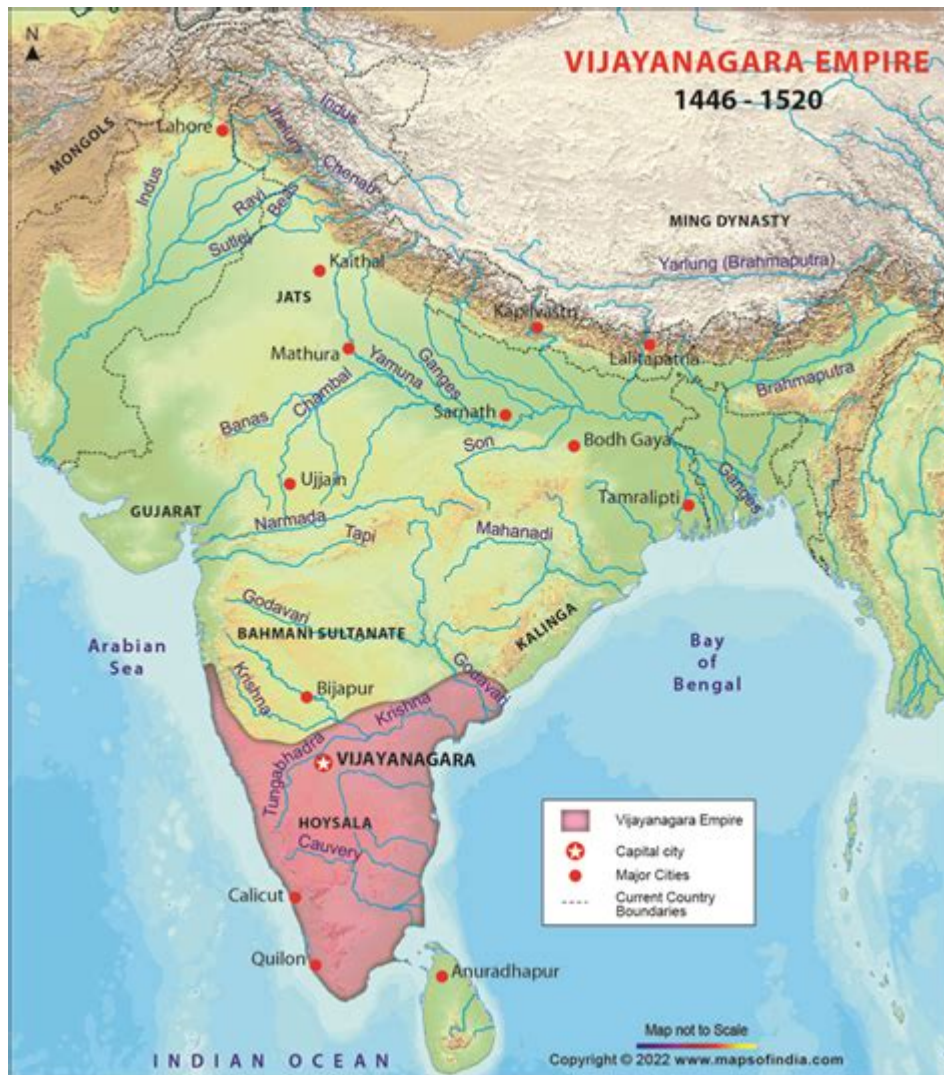 N
VIJAYANAGARA EMPIRE
1446 - 1520
MONGOLS
Lahore
Indus
Jhelum
Indus
Chenab
Ravi
Beas
Sutlej
MING DYNASTY
Yarlung (Brahmaputra)
Kaithal
JATS
Kapilvastu
Lalitapatna
Mathura
Yamuna
Ganges
Brahmaputra
Banas
Chambal
Sarnath
Son
Bodh Gaya
Ujjain
Tamralipti
Ganges
GUJARAT
Narmada
Tapi
Mahanadi
Godavari
BAHMANI SULTANATE
KALINGA
Arabian
Sea
Bay
of
Bengal
Godavari
Krishna
Bijapur
Krishna
Tungabhadra
VIJAYANAGARA
HOYSALA
Cauvery
Calicut
Quilon
Anuradhapur
Vijayanagara Empire
Capital city
Major Cities
Current Country
Boundaries
Map not to Scale
INDIAN OCEAN
Copyright © 2022 www.mapsofindia.com